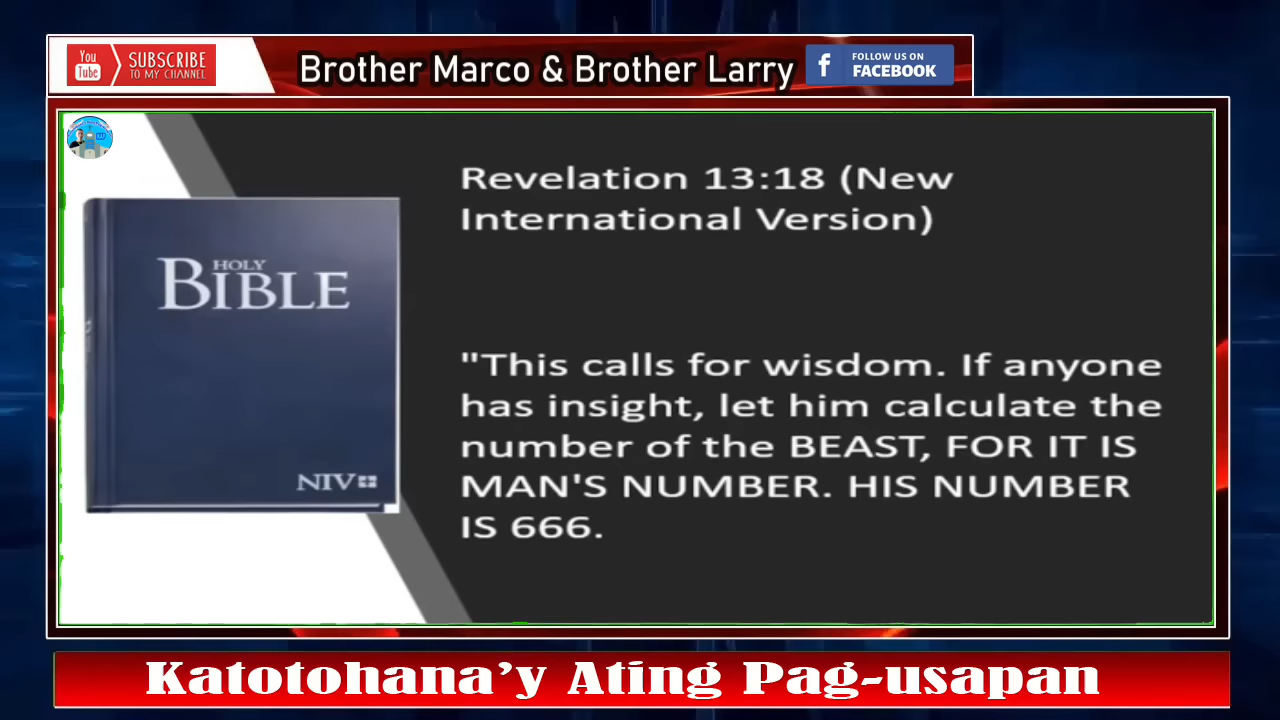 You
Tube
SUBSCRIBE
TO MY CHANNEL
Brother Marco & Brother Larry
f
FOLLOW US ON
FACEBOOK
HOLY
BIBLE
NIV
Revelation 13:18 (New
International Version)
"This calls for wisdom. If anyone
has insight, let him calculate the
number of the BEAST, FOR IT IS
MAN'S NUMBER. HIS NUMBER
IS 666.
Katotohana’y Ating Pag-usapan